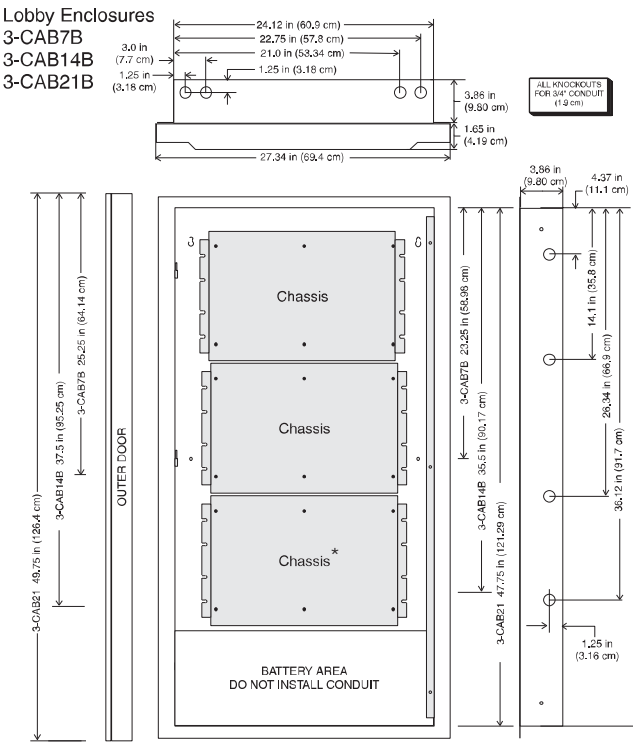 Lobby Enclosures
3-CAB7B
3-CAB14B
3-CAB21B
24.12 in (60.9 cm)
22.75 in (57.8 cm)
21.0 in (53.34 cm)
3.0 in
(7.7 cm)
1.25 in
(3.18 cm)
1.25 in (3.18 cm)
3.86 in
(9.80 cm)
1.65 in
(4.19 cm)
27.34 in (69.4 cm)
ALL KNOCKOUTS
FOR 3/4" CONDUIT
(1.9 cm)
3.86 in
(9.80 cm)
4.37 in
(11.1 cm)
3-CAB21 49.75 in (126.4 cm)
3-CAB14B 37.5 in (95.25 cm)
3-CAB7B 25.25 in (64.14 cm)
OUTER DOOR
Chassis
Chassis
Chassis*
BATTERY AREA
DO NOT INSTALL CONDUIT
3-CAB7B 23.25 in (58.98 cm)
3-CAB14B 35.5 in (90.17 cm)
3-CAB21 47.75 in (121.29 cm)
14.1 in (35.8 cm)
26.34 in (66.9 cm)
36.12 in (91.7 cm)
1.25 in
(3.16 cm)